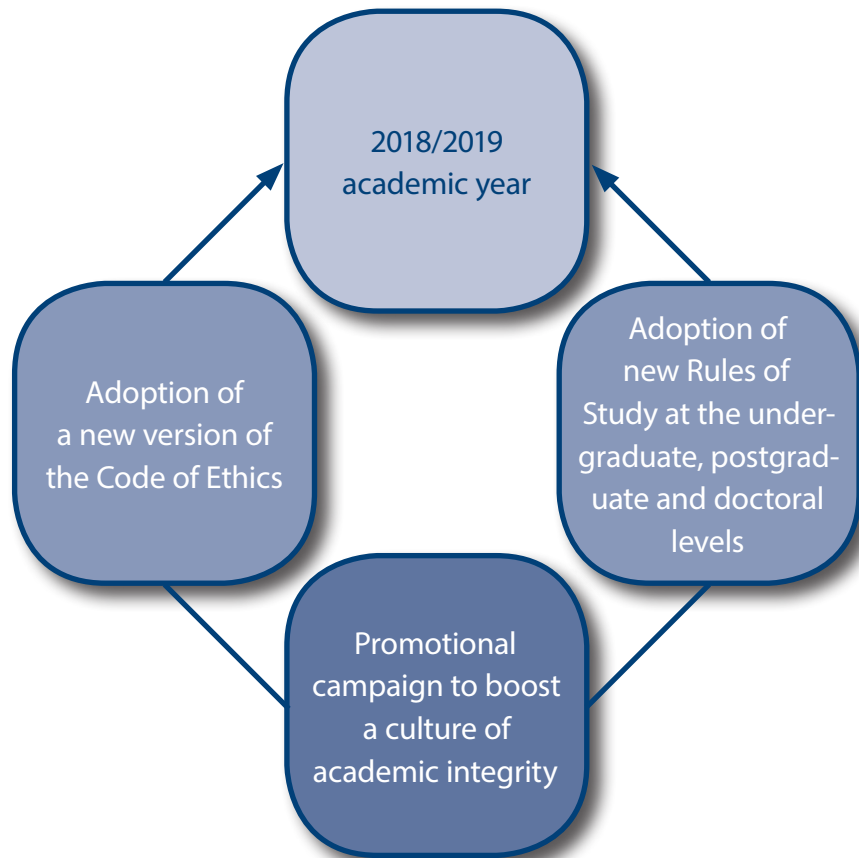 2018/2019
academic year
Adoption of
a new version of
the Code of Ethics
Adoption of
new Rules of
Study at the under-
graduate, postgrad-
uate and doctoral
levels
Promotional
campaign to boost
a culture of
academic integrity